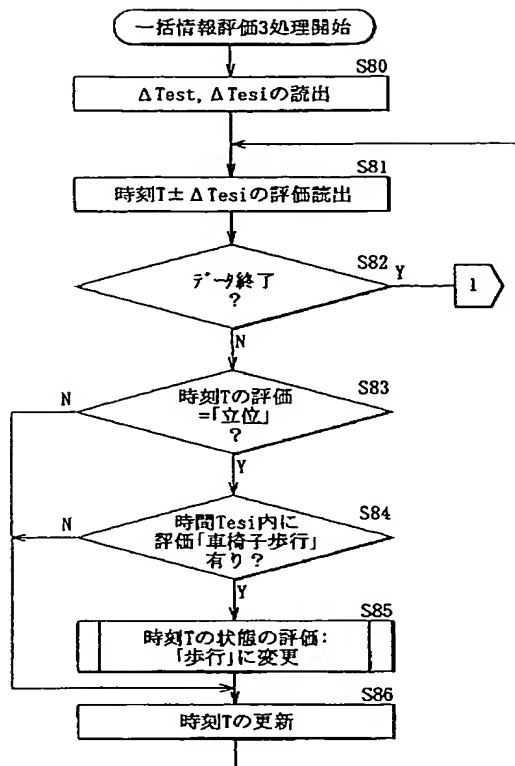 一括情報評価3処理開始
S80
ΔTest, ΔTesiの読出
S81
時刻T±ΔTesiの評価読出
S82
データ終了
?
Y
1
N
S83
時刻Tの評価
=「立位」
?
N
Y
S84
時間Tesi内に
評価「車椅子歩行」
有り?
N
Y
S85
時刻Tの状態の評価:
「歩行」に変更
S86
時刻Tの更新